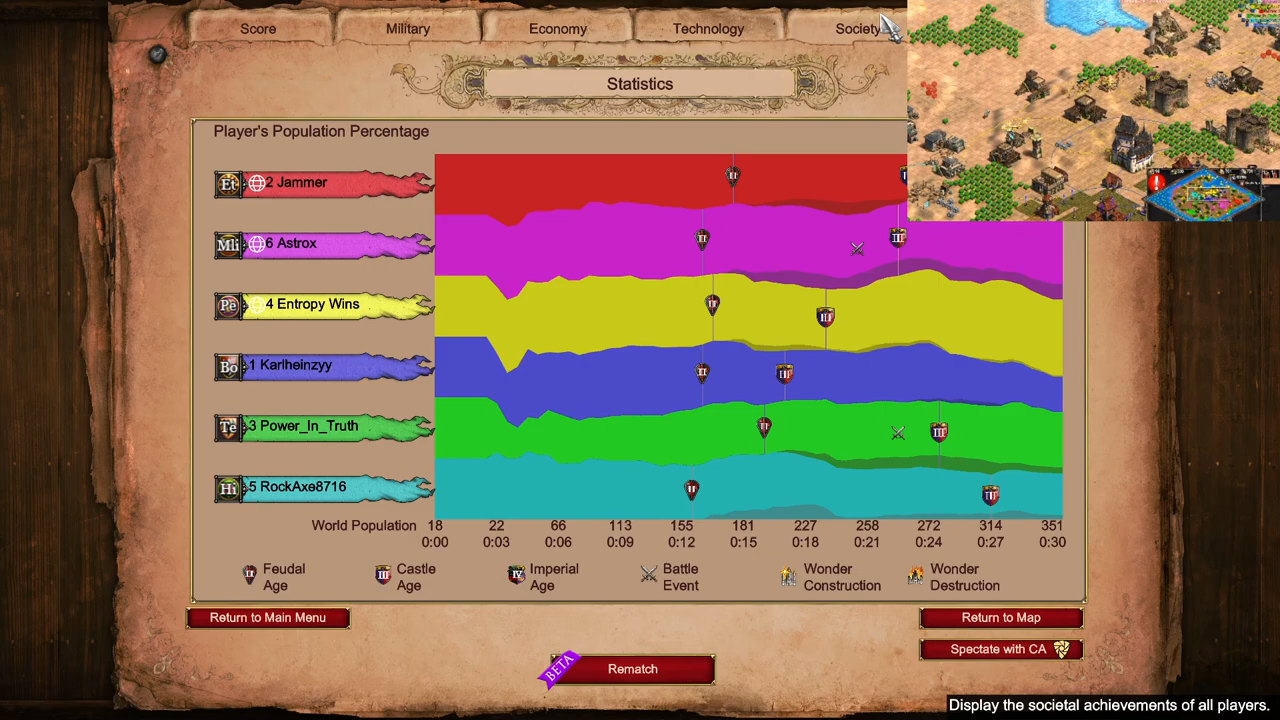 Score
Military
Economy
Technology
Society
Statistics
Player's Population Percentage
Et 2 Jammer
Mli 6 Astrox
Pe 4 Entropy Wins
Bo 1 Karlheinzyy
Te 3 Power_In_Truth
Hi 5 RockAxe8716
II
III
World Population 18 22 66 113 155 181 227 258 272 314 351
0:00 0:03 0:06 0:09 0:12 0:15 0:18 0:21 0:24 0:27 0:30
Feudal Age
Castle Age
Imperial Age
Battle Event
Wonder Construction
Wonder Destruction
Return to Main Menu
Return to Map
Spectate with CA
BETA
Rematch
Display the societal achievements of all players.